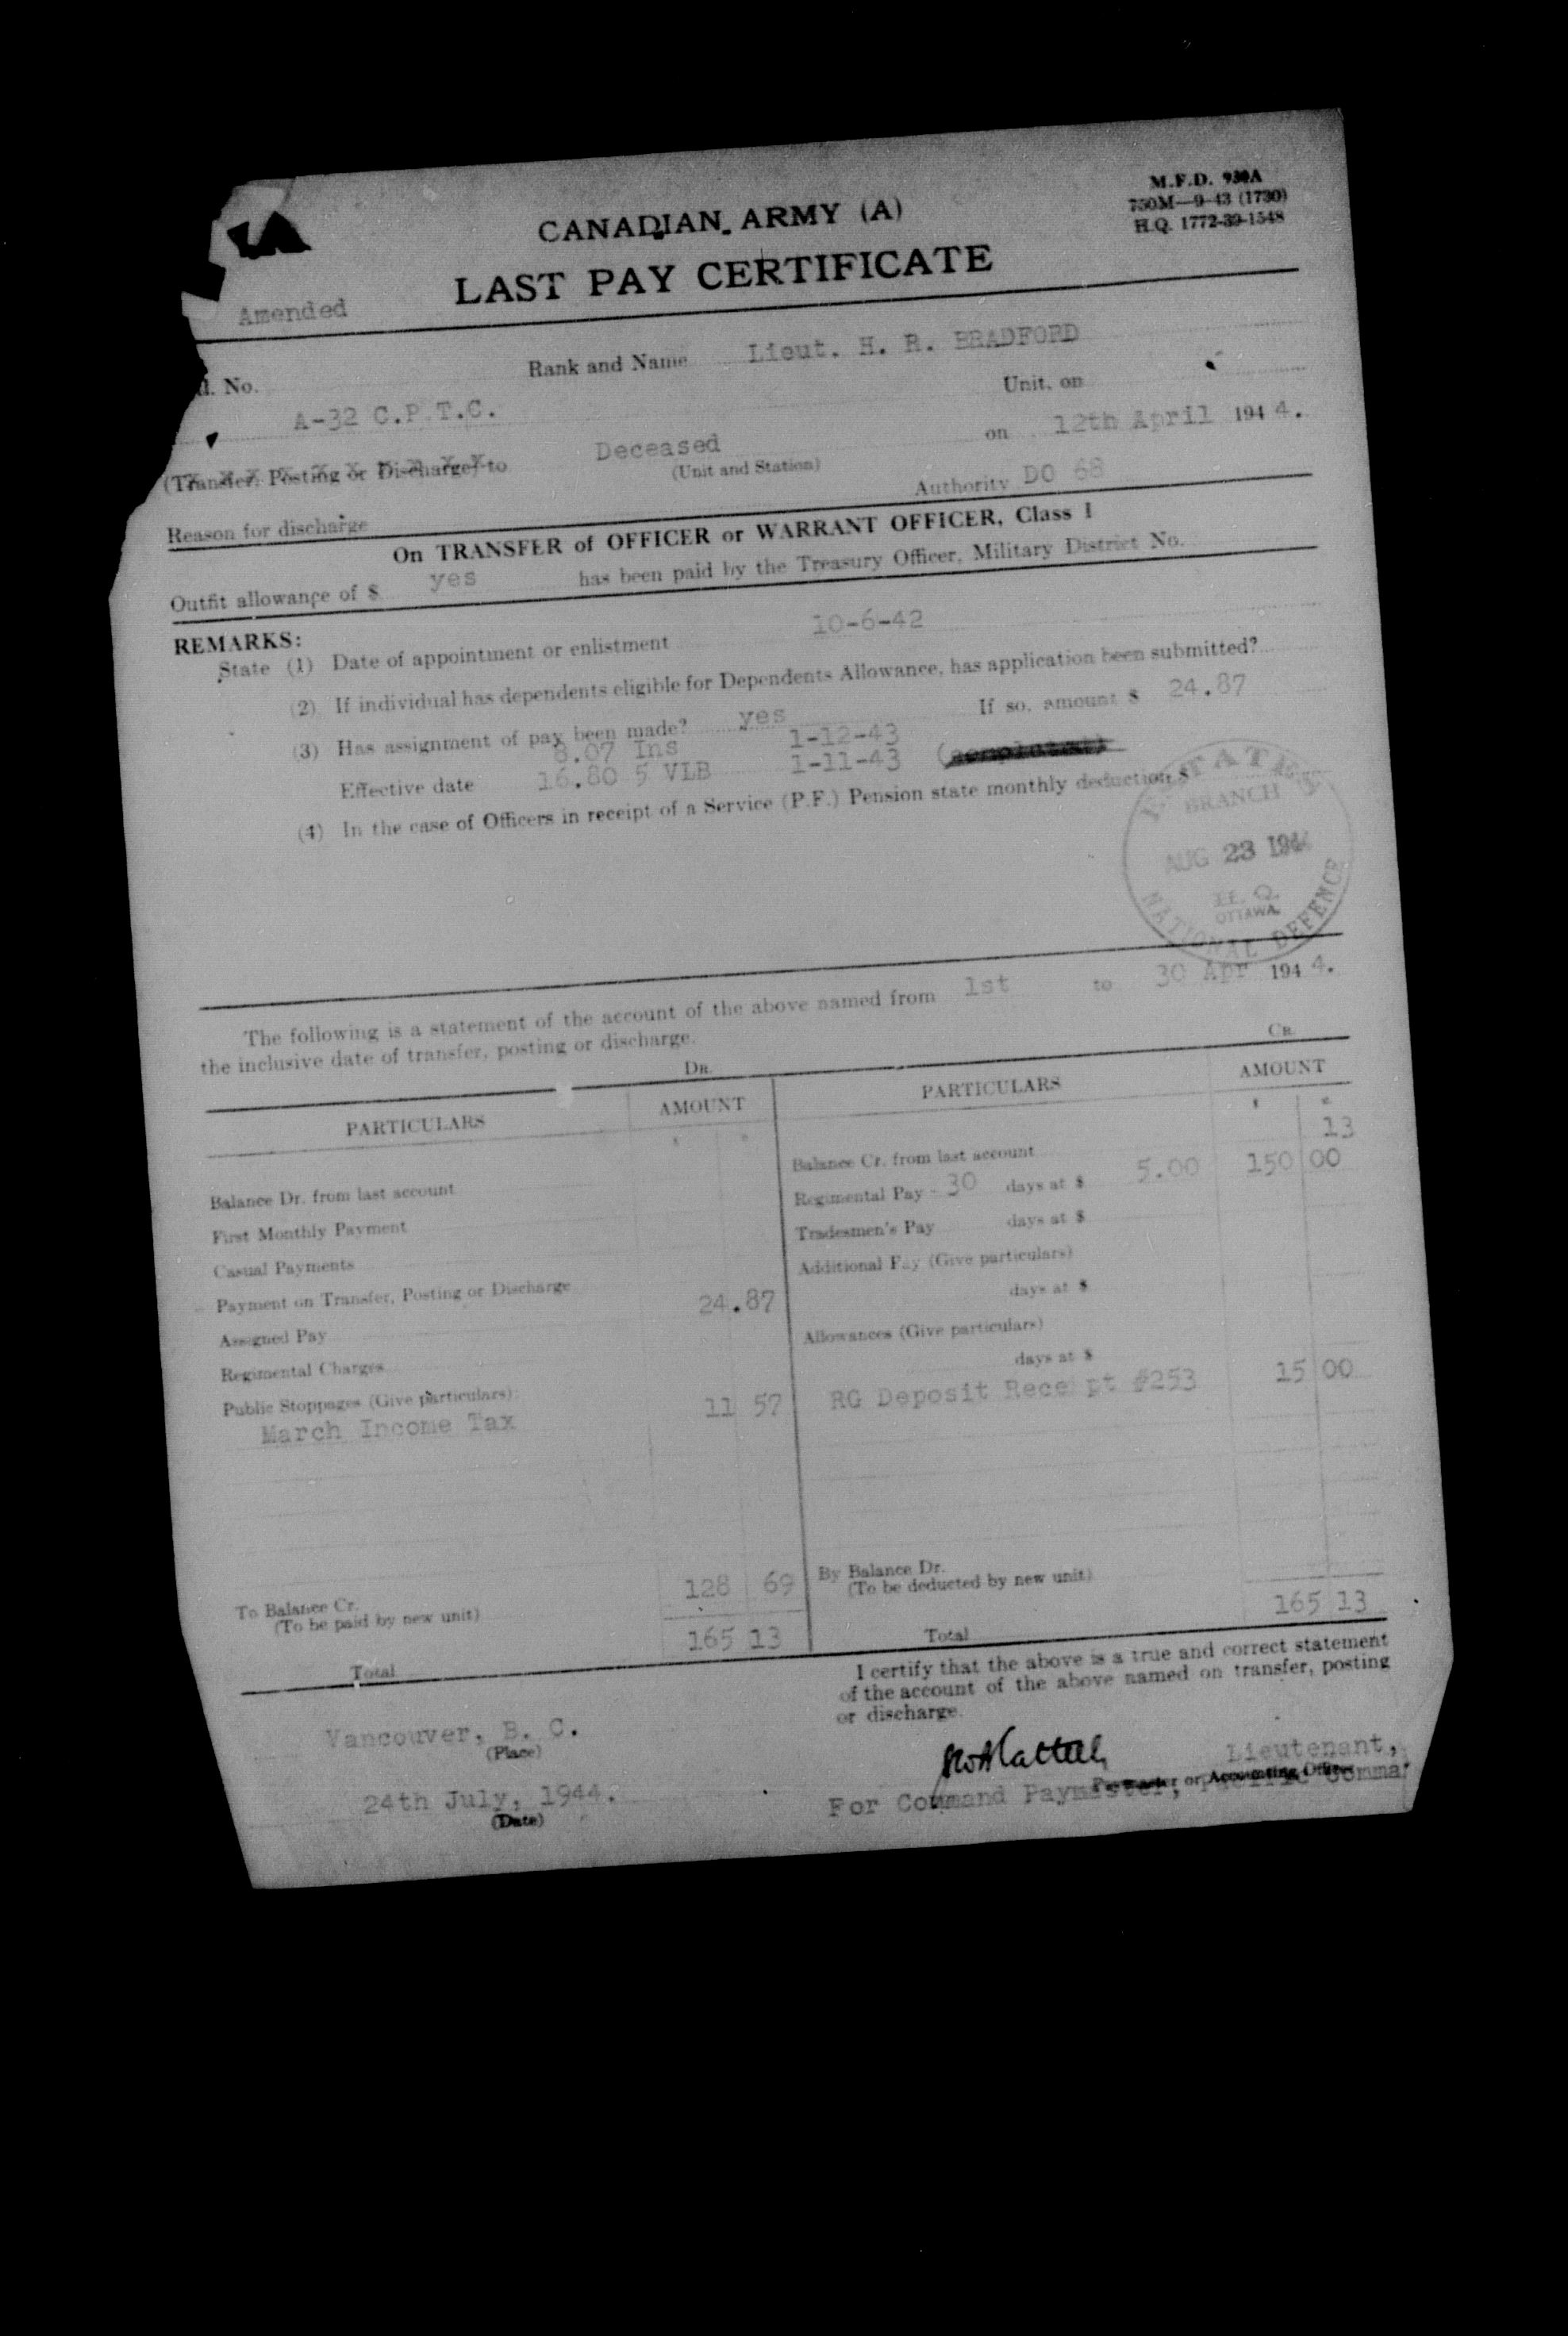 M.F.D. 930A
750M—9-43 (1730)
H.Q. 1772-39-1548
CANADIAN ARMY (A)
LAST PAY CERTIFICATE
Amended
No. Rank and Name Lieut. H. R. BRADFORD
A-32 C.P.T.C. Unit, on
(Transfer, Posting or Discharge) to Deceased on 12th April 1944.
(Unit and Station)
Reason for discharge Authority DO 68
On TRANSFER of OFFICER or WARRANT OFFICER, Class I
Outfit allowance of $ yes has been paid by the Treasury Officer, Military District No.
REMARKS:
State (1) Date of appointment or enlistment 10-6-42
(2) If individual has dependents eligible for Dependents Allowance, has application been submitted?
(3) Has assignment of pay been made? yes If so, amount $ 24.87
8.07 Ins 1-12-43
Effective date 16.80 5 VLB 1-11-43
(4) In the case of Officers in receipt of a Service (P.F.) Pension state monthly deduction $
ESTATES
BRANCH
AUG 23 1944
H. Q.
OTTAWA.
NATIONAL DEFENCE
The following is a statement of the account of the above named from 1st to 30 Apr 1944.
the inclusive date of transfer, posting or discharge.
DR. CR.
PARTICULARS AMOUNT PARTICULARS AMOUNT
$ c. $ c.
Balance Dr. from last account Balance Cr. from last account 13
First Monthly Payment Regimental Pay - 30 days at $ 5.00 150 00
Casual Payments Tradesmen's Pay days at $
Payment on Transfer, Posting or Discharge Additional Pay (Give particulars)
days at $
Assigned Pay 24.87 Allowances (Give particulars)
Regimental Charges days at $
Public Stoppages (Give particulars) RG Deposit Receipt #253 15 00
March Income Tax 11 57
To Balance Cr. 128 69 By Balance Dr.
(To be paid by new unit) (To be deducted by new unit)
Total 165 13 Total 165 13
I certify that the above is a true and correct statement
of the account of the above named on transfer, posting
or discharge.
Vancouver, B. C.
(Place)
Lieutenant,
Paymaster or Accounting Officer
24th July, 1944. For Command Paymaster, Pacific Comma
(Date)